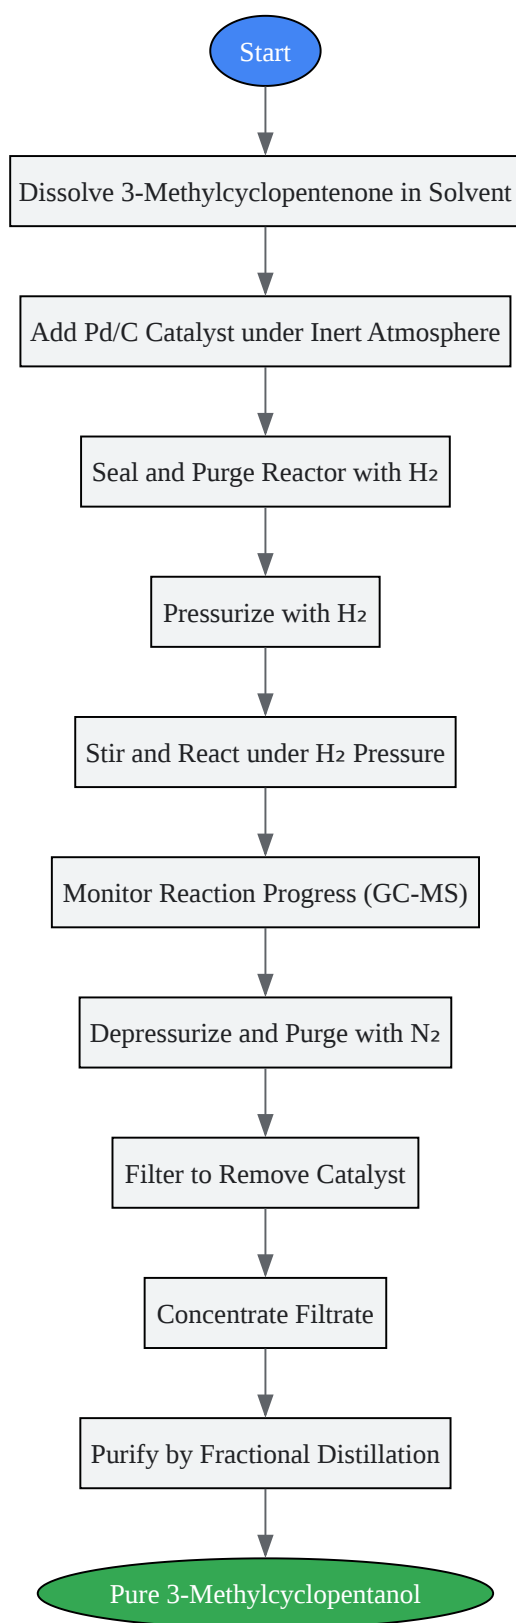 Start
Dissolve 3-Methylcyclopentenone in Solvent
Add Pd/C Catalyst under Inert Atmosphere
Seal and Purge Reactor with H₂
Pressurize with H₂
Stir and React under H₂ Pressure
Monitor Reaction Progress (GC-MS)
Depressurize and Purge with N₂
Filter to Remove Catalyst
Concentrate Filtrate
Purify by Fractional Distillation
Pure 3-Methylcyclopentanol